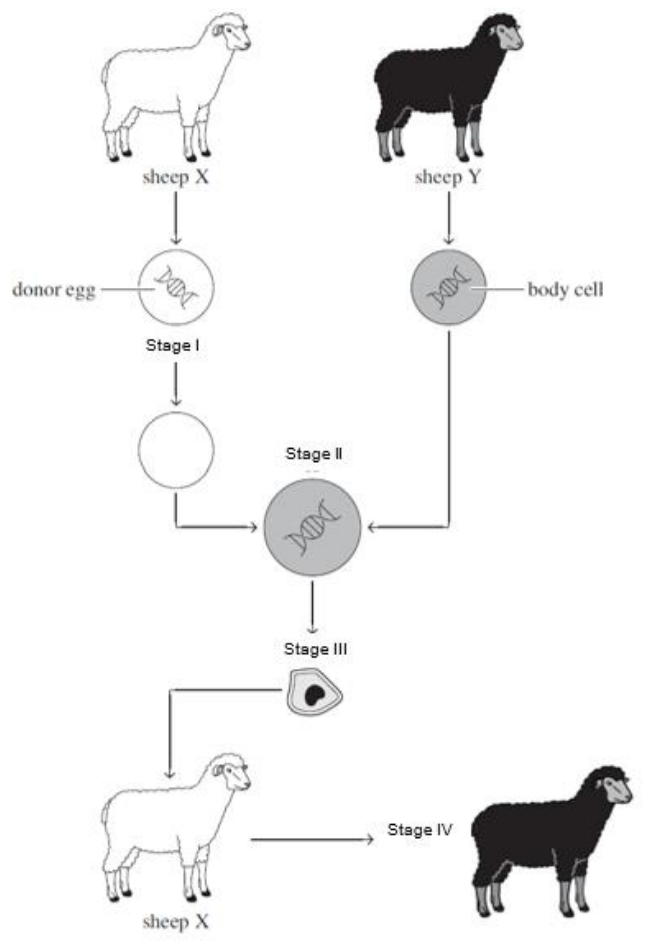 sheep X
sheep Y
donor egg
body cell
Stage I
Stage II
Stage III
Stage IV
sheep X